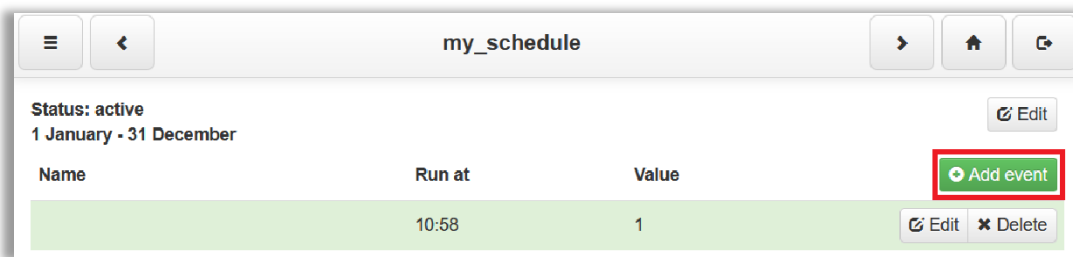 my_schedule
Status: active
Edit
1 January - 31 December
Name Run at Value Add event
10:58 1 Edit Delete